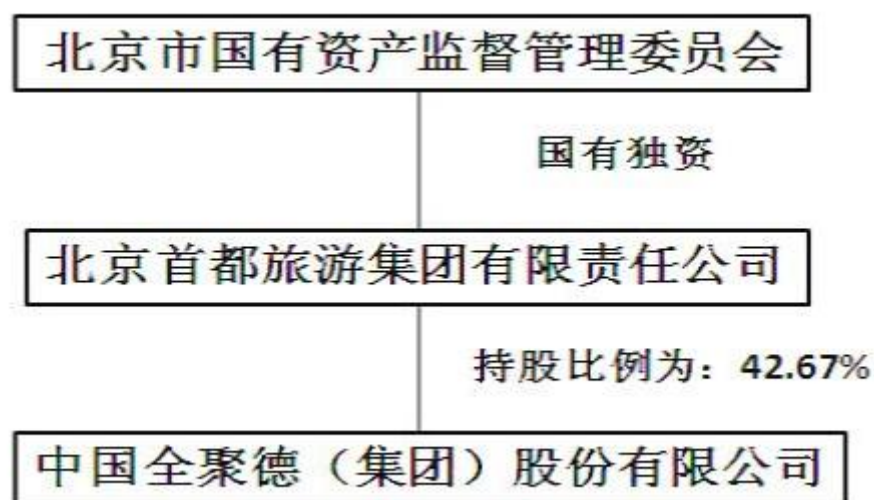 北京市国有资产监督管理委员会
国有独资
北京首都旅游集团有限责任公司
持股比例为：42.67%
中国全聚德（集团）股份有限公司